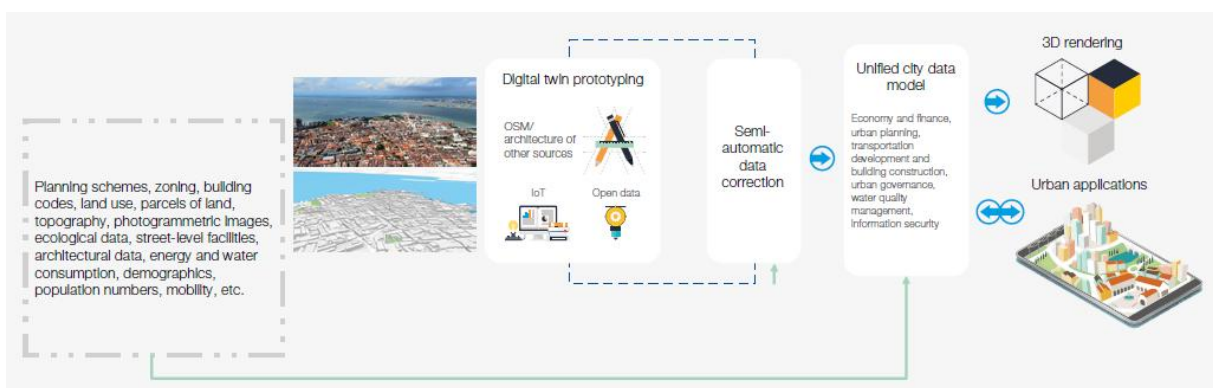 Planning schemes, zoning, building
codes, land use, parcels of land,
topography, photogrammetric images,
ecological data, street-level facilities,
architectural data, energy and water
consumption, demographics,
population numbers, mobility, etc.
Digital twin prototyping
OSM/
architecture of
other sources
IoT
Open data
Semi-
automatic
data
correction
Unified city data
model
Economy and finance,
urban planning,
transportation
development and
building construction,
urban governance,
water quality
management,
information security
3D rendering
Urban applications